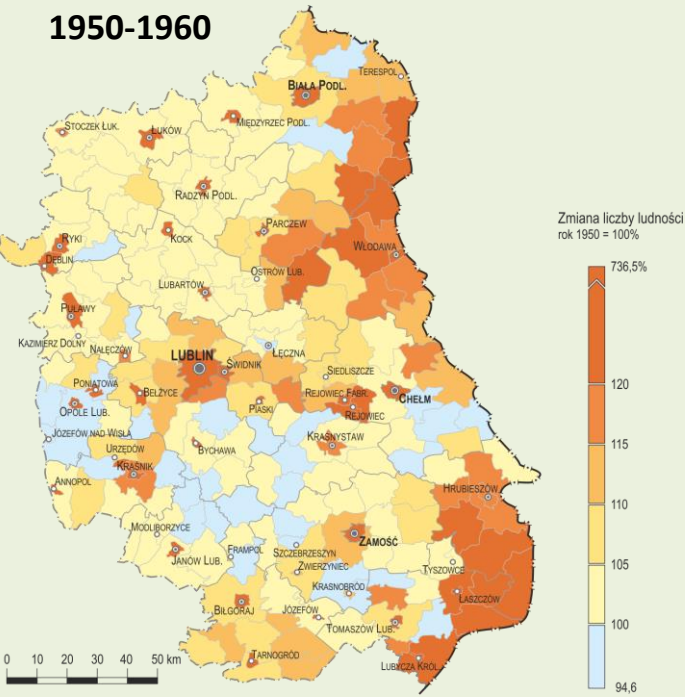 1950-1960
TERESPOL
BIAŁA PODL.
MIĘDZYRZEC PODL.
STOCZEK ŁUK.
ŁUKÓW
RADZYŃ PODL.
Zmiana liczby ludności
rok 1950 = 100%
PARCZEW
KOCK
RYKI
WŁODAWA
DĘBLIN
736,5%
OSTRÓW LUB.
LUBARTÓW
PUŁAWY
KAZIMIERZ DOLNY
NAŁĘCZÓW
LUBLIN
ŁĘCZNA
ŚWIDNIK
SIEDLISZCZE
120
PONIATOWA
BEŁŻYCE
REJOWIEC FABR.
CHEŁM
OPOLE LUB.
PIASKI
REJOWIEC
JÓZEFÓW NAD WISŁĄ
115
KRASNYSTAW
URZĘDÓW
BYCHAWA
KRAŚNIK
ANNOPOL
HRUBIESZÓW
110
MODLIBORZYCE
ZAMOŚĆ
JANÓW LUB.
FRAMPOL
SZCZEBRZESZYN
105
ZWIERZYNIEC
TYSZOWCE
KRASNOBRÓD
ŁASZCZÓW
BIŁGORAJ
JÓZEFÓW
100
TOMASZÓW LUB.
TARNOGRÓD
LUBYCZA KRÓL.
0 10 20 30 40 50 km
94,6